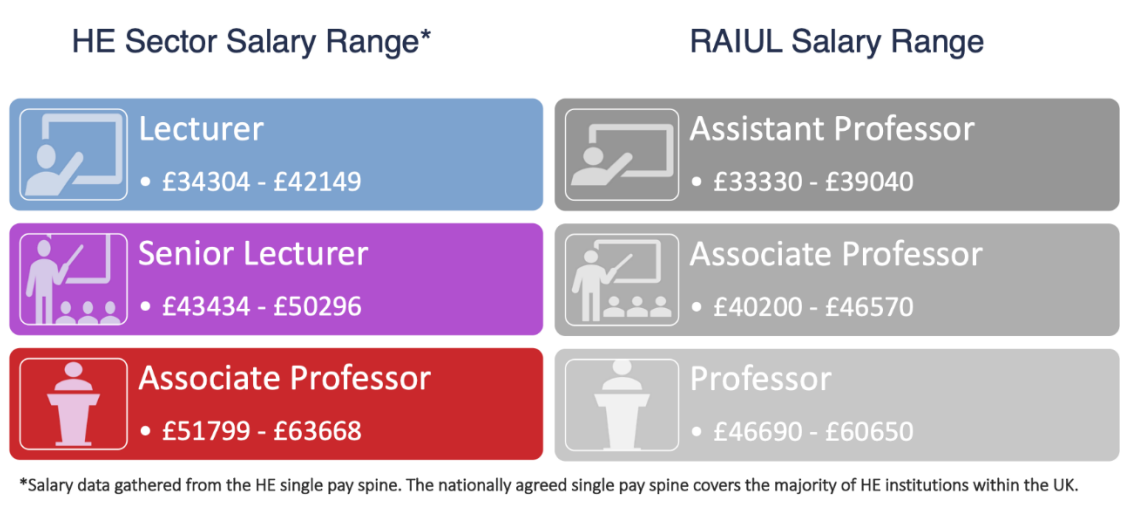 HE Sector Salary Range*
RAIUL Salary Range
Lecturer
• £34304 - £42149
Assistant Professor
• £33330 - £39040
Senior Lecturer
• £43434 - £50296
Associate Professor
• £40200 - £46570
Associate Professor
• £51799 - £63668
Professor
• £46690 - £60650
*Salary data gathered from the HE single pay spine. The nationally agreed single pay spine covers the majority of HE institutions within the UK.